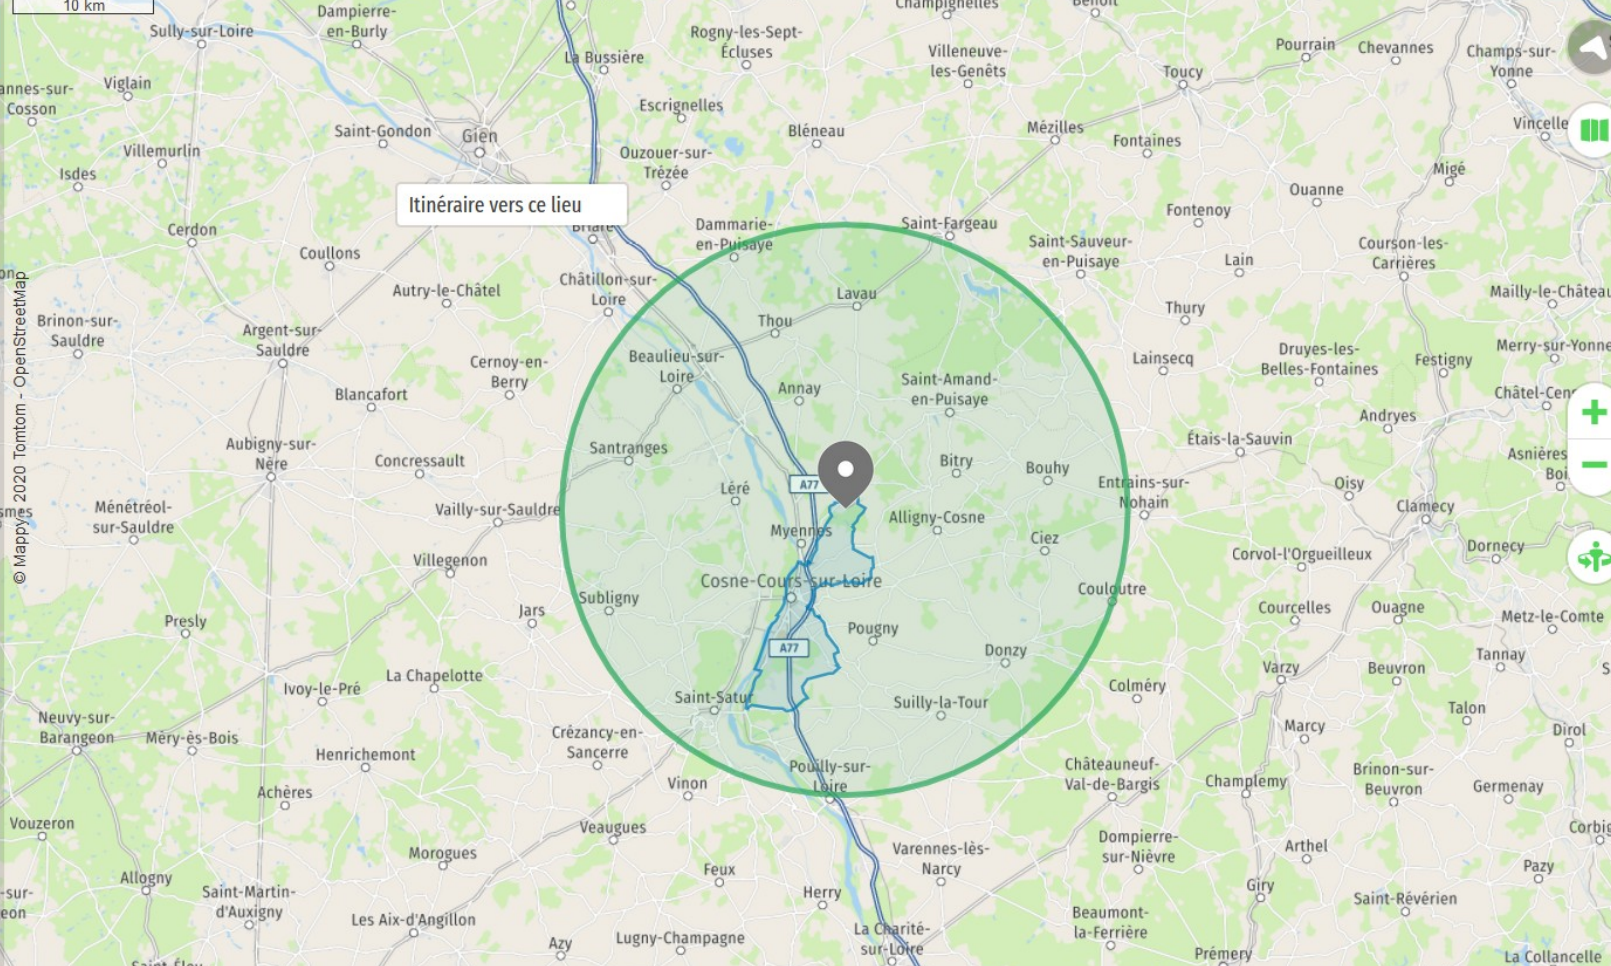 10 km
Champignelles
Benoît
Sully-sur-Loire
Dampierre-
en-Burly
La Bussière
Rogny-les-Sept-
Écluses
Villeneuve-
les-Genêts
Pourrain
Chevannes
Champs-sur-
Yonne
Toucy
Viglain
annes-sur-
Cosson
Escrignelles
Saint-Gondon
Gien
Bléneau
Mézilles
Fontaines
Vincelle
Villemurlin
Isdes
Ouzouer-sur-
Trézée
Migé
Ouanne
Itinéraire vers ce lieu
Fontenoy
Cerdon
Briare
Dammarie-
en-Puisaye
Saint-Fargeau
Saint-Sauveur-
en-Puisaye
Courson-les-
Carrières
Coullons
Lain
Autry-le-Châtel
Châtillon-sur-
Loire
Lavau
Mailly-le-Château
Thury
Brinon-sur-
Sauldre
Argent-sur-
Sauldre
Thou
Beaulieu-sur-
Loire
Lainsecq
Druyes-les-
Belles-Fontaines
Festigny
Merry-sur-Yonne
Cernoy-en-
Berry
Blancafort
Annay
Saint-Amand-
en-Puisaye
Andryes
© Mappy - 2020 Tomtom - OpenStreetMap
Aubigny-sur-
Nère
Concressault
Santranges
Bitry
Bouhy
Étais-la-Sauvin
Asnières
Léré
A77
Entrains-sur-
Nohain
Oisy
Clamecy
Ménétréol-
sur-Sauldre
Vailly-sur-Sauldre
Myennes
Alligny-Cosne
Ciez
Villegenon
Corvol-l'Orgueilleux
Dornecy
Cosne-Cours-sur-Loire
Couloutre
Subligny
Courcelles
Ouagne
Metz-le-Comte
Jars
Presly
Pougny
A77
Donzy
Tannay
Varzy
Beuvron
La Chapelotte
Ivoy-le-Pré
Saint-Satur
Suilly-la-Tour
Colméry
Talon
Neuvy-sur-
Barangeon
Méry-ès-Bois
Crézancy-en-
Sancerre
Marcy
Dirol
Henrichemont
Pouilly-sur-
Loire
Châteauneuf-
Val-de-Bargis
Champlemy
Brinon-sur-
Beuvron
Germenay
Vinon
Achères
Vouzeron
Veaugues
Corbig
Morogues
Varennes-lès-
Narcy
Dompierre-
sur-Nièvre
Arthel
Pazy
Allogny
Saint-Martin-
d'Auxigny
Feux
Herry
Giry
Saint-Révérien
Les Aix-d'Angillon
Beaumont-
la-Ferrière
Azy
Lugny-Champagne
La Charité-
sur-Loire
Prémery
La Collancelle